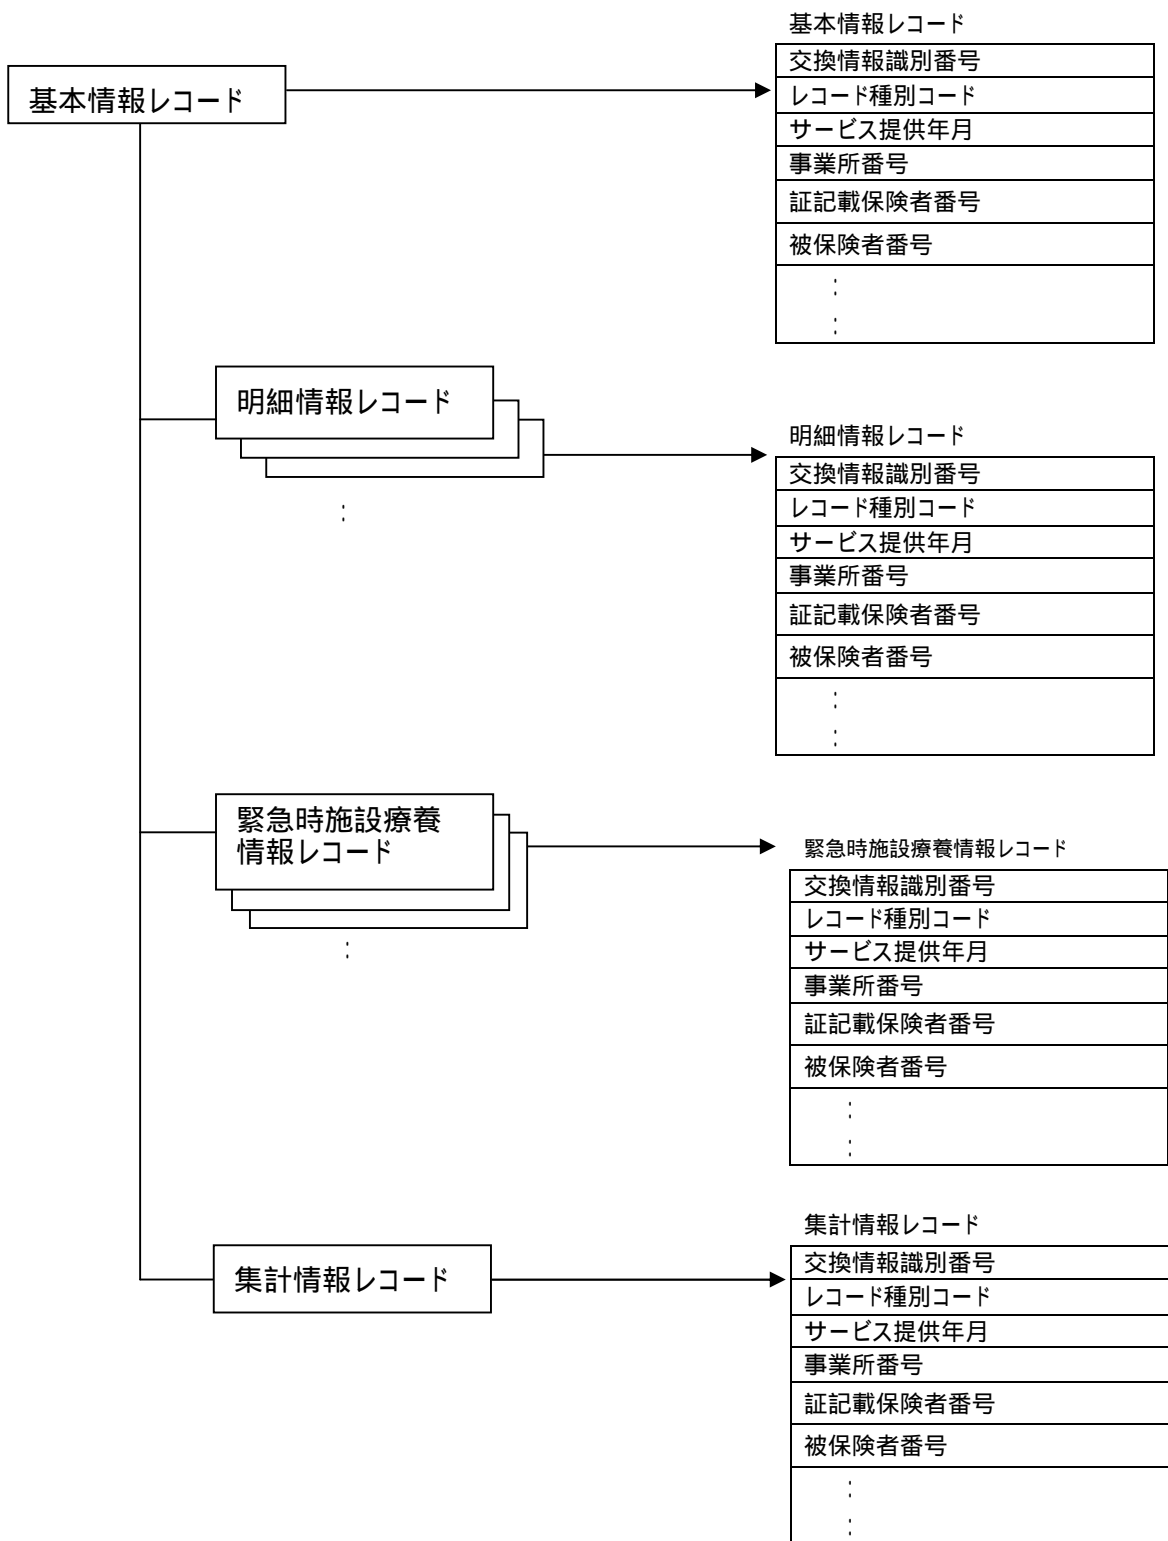 基本情報レコード
基本情報レコード
交換情報識別番号
レコード種別コード
サービス提供年月
事業所番号
証記載保険者番号
被保険者番号
:
:
明細情報レコード
:
明細情報レコード
交換情報識別番号
レコード種別コード
サービス提供年月
事業所番号
証記載保険者番号
被保険者番号
:
:
緊急時施設療養
情報レコード
:
緊急時施設療養情報レコード
交換情報識別番号
レコード種別コード
サービス提供年月
事業所番号
証記載保険者番号
被保険者番号
:
:
集計情報レコード
集計情報レコード
交換情報識別番号
レコード種別コード
サービス提供年月
事業所番号
証記載保険者番号
被保険者番号
:
: